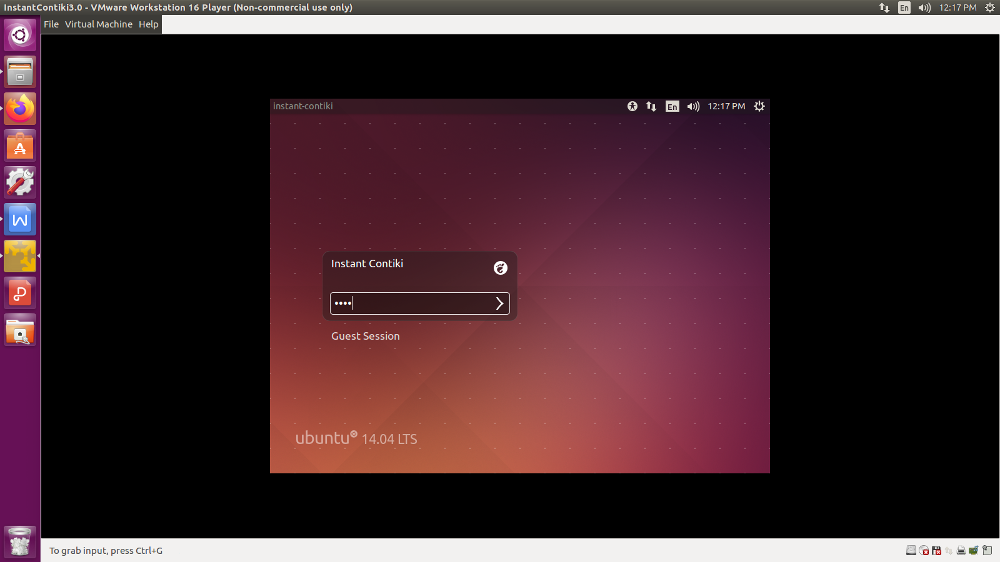 InstantContiki3.0 - VMware Workstation 16 Player (Non-commercial use only)
En
12:17 PM
File Virtual Machine Help
instant-contiki
En
12:17 PM
Instant Contiki
Guest Session
ubuntu 14.04 LTS
To grab input, press Ctrl+G